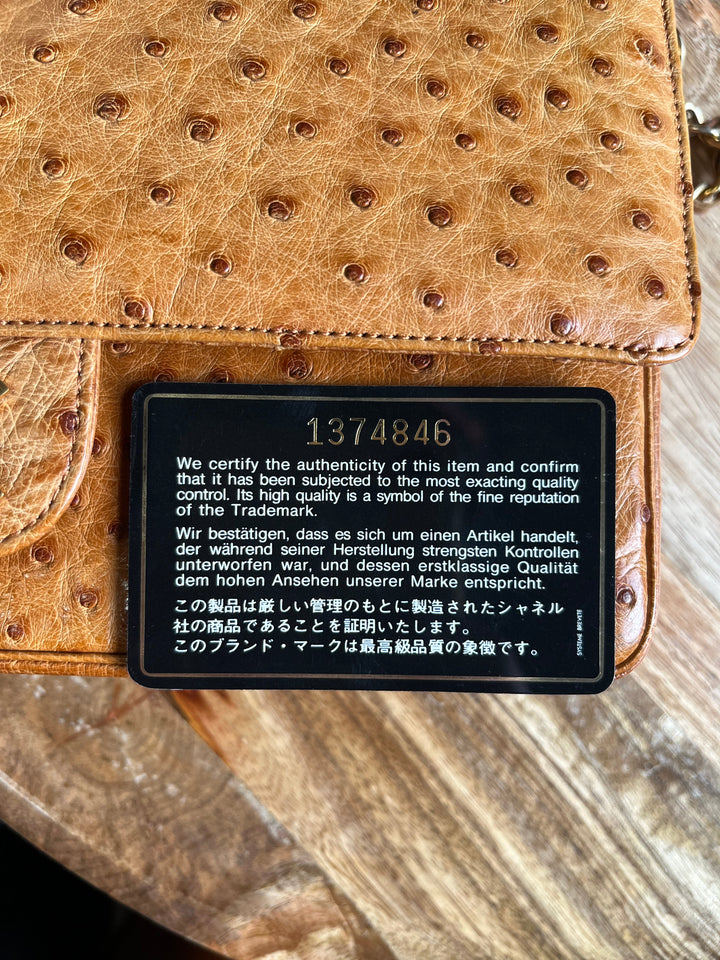 1374846
We certify the authenticity of this item and confirm
that it has been subjected to the most exacting quality
control. Its high quality is a symbol of the fine reputation
of the Trademark.
Wir bestätigen, dass es sich um einen Artikel handelt,
der während seiner Herstellung strengsten Kontrollen
unterworfen war, und dessen erstklassige Qualität
dem hohen Ansehen unserer Marke entspricht.
この製品は厳しい管理のもとに製造されたシャネル
社の商品であることを証明いたします。
このブランド・マークは最高級品質の象徴です。
SYSTEME BREVETE